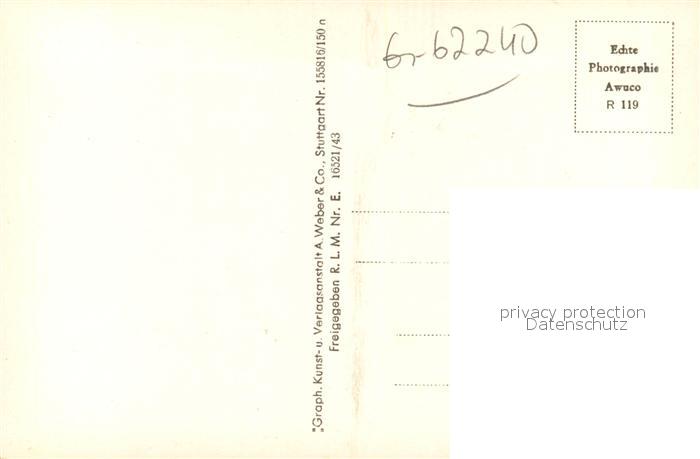 6r-62240
Echte
Photographie
Awuco
R 119
"Graph. Kunst- u. Verlagsanstalt A. Weber & Co., Stuttgart Nr. 155816/150 n
Freigegeben R. L. M. Nr. E. 16521/43
privacy protection
Datenschutz